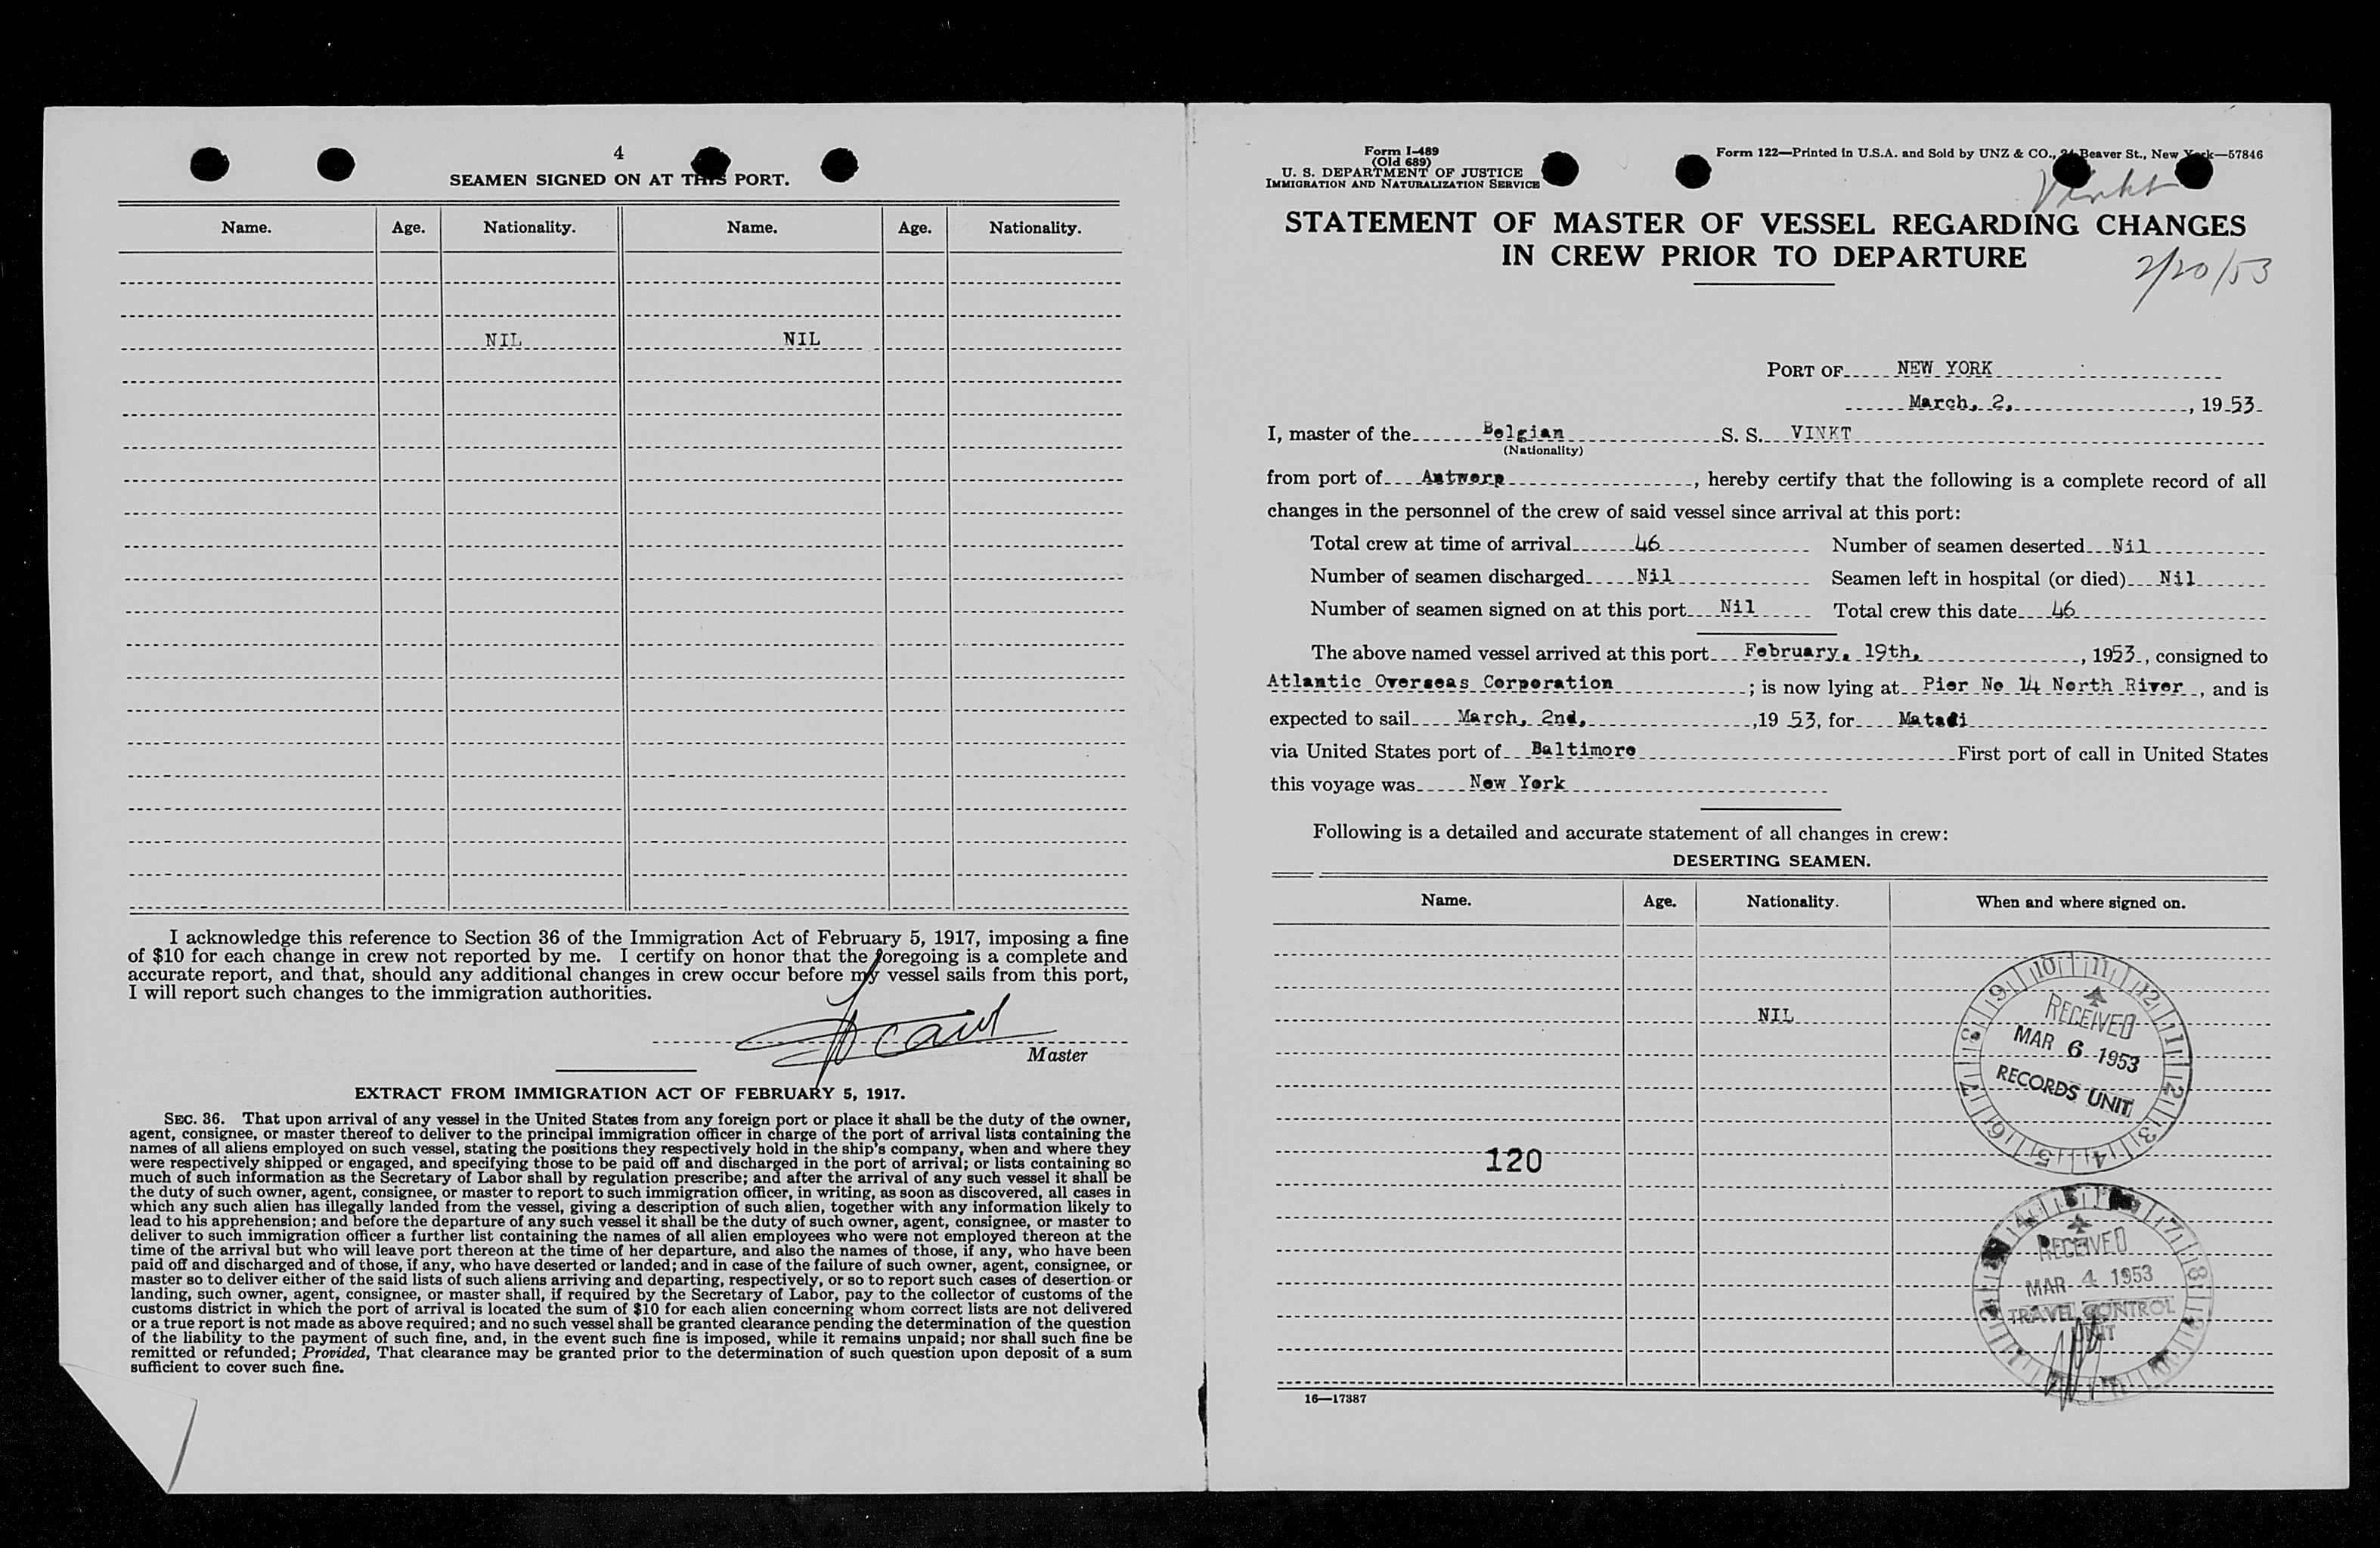 4
SEAMEN SIGNED ON AT THIS PORT.
Name. Age. Nationality. Name. Age. Nationality.
NIL NIL
I acknowledge this reference to Section 36 of the Immigration Act of February 5, 1917, imposing a fine
of $10 for each change in crew not reported by me. I certify on honor that the foregoing is a complete and
accurate report, and that, should any additional changes in crew occur before my vessel sails from this port,
I will report such changes to the immigration authorities.
Master
EXTRACT FROM IMMIGRATION ACT OF FEBRUARY 5, 1917.
SEC. 36. That upon arrival of any vessel in the United States from any foreign port or place it shall be the duty of the owner,
agent, consignee, or master thereof to deliver to the principal immigration officer in charge of the port of arrival lists containing the
names of all aliens employed on such vessel, stating the positions they respectively hold in the ship's company, when and where they
were respectively shipped or engaged, and specifying those to be paid off and discharged in the port of arrival; or lists containing so
much of such information as the Secretary of Labor shall by regulation prescribe; and after the arrival of any such vessel it shall be
the duty of such owner, agent, consignee, or master to report to such immigration officer, in writing, as soon as discovered, all cases in
which any such alien has illegally landed from the vessel, giving a description of such alien, together with any information likely to
lead to his apprehension; and before the departure of any such vessel it shall be the duty of such owner, agent, consignee, or master to
deliver to such immigration officer a further list containing the names of all alien employees who were not employed thereon at the
time of the arrival but who will leave port thereon at the time of her departure, and also the names of those, if any, who have been
paid off and discharged and of those, if any, who have deserted or landed; and in case of the failure of such owner, agent, consignee, or
master so to deliver either of the said lists of such aliens arriving and departing, respectively, or so to report such cases of desertion or
landing, such owner, agent, consignee, or master shall, if required by the Secretary of Labor, pay to the collector of customs of the
customs district in which the port of arrival is located the sum of $10 for each alien concerning whom correct lists are not delivered
or a true report is not made as above required; and no such vessel shall be granted clearance pending the determination of the question
of the liability to the payment of such fine, and, in the event such fine is imposed, while it remains unpaid; nor shall such fine be
remitted or refunded; Provided, That clearance may be granted prior to the determination of such question upon deposit of a sum
sufficient to cover such fine.
Form I-489
(Old 689)
U. S. DEPARTMENT OF JUSTICE
IMMIGRATION AND NATURALIZATION SERVICE
Form 122—Printed in U.S.A. and Sold by UNZ & CO., 24 Beaver St., New York—57846
Vinkt
STATEMENT OF MASTER OF VESSEL REGARDING CHANGES
IN CREW PRIOR TO DEPARTURE
2/20/53
PORT OF NEW YORK
March, 2, , 19 53
I, master of the Belgian S. S. VINKT
(Nationality)
from port of Antwerp , hereby certify that the following is a complete record of all
changes in the personnel of the crew of said vessel since arrival at this port:
Total crew at time of arrival 46 Number of seamen deserted Nil
Number of seamen discharged Nil Seamen left in hospital (or died) Nil
Number of seamen signed on at this port Nil Total crew this date 46
The above named vessel arrived at this port February, 19th, , 1953 , consigned to
Atlantic Overseas Corporation ; is now lying at Pier No 14 North River , and is
expected to sail March, 2nd, ,19 53, for Matadi
via United States port of Baltimore First port of call in United States
this voyage was New York
Following is a detailed and accurate statement of all changes in crew:
DESERTING SEAMEN.
Name. Age. Nationality. When and where signed on.
NIL
10 11 12 1 2 3 4 5 6 7 8 9
RECEIVED
MAR 6 1953
RECORDS UNIT
120
RECEIVED
MAR 4 1953
TRAVEL CONTROL
UNIT
16—17387